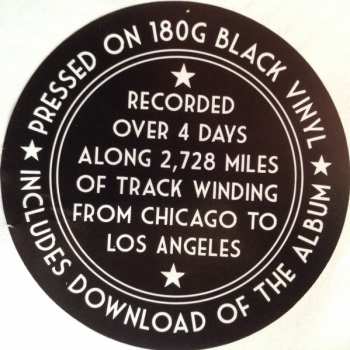 PRESSED ON 180G BLACK VINYL
RECORDED
OVER 4 DAYS
ALONG 2,728 MILES
OF TRACK WINDING
FROM CHICAGO TO
LOS ANGELES
INCLUDES DOWNLOAD OF THE ALBUM